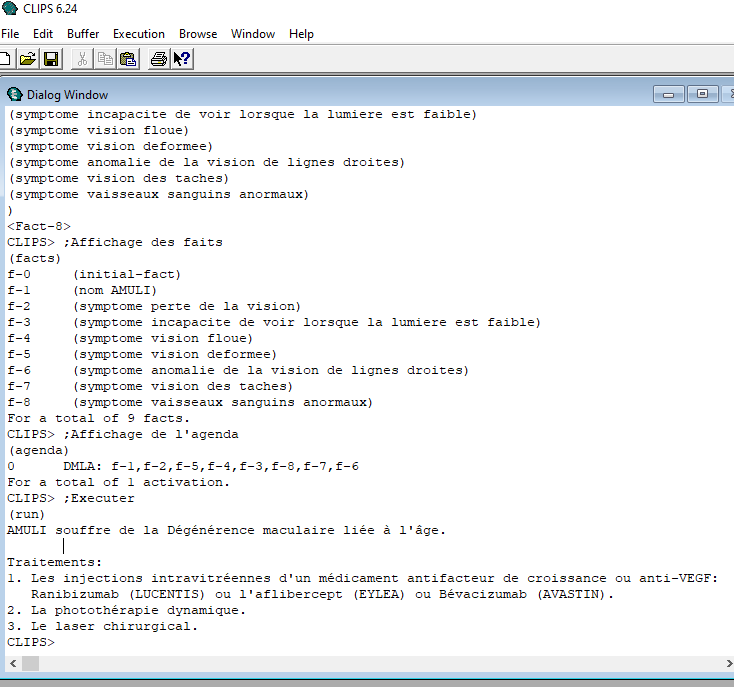 CLIPS 6.24
File Edit Buffer Execution Browse Window Help
Dialog Window
(symptome incapacite de voir lorsque la lumiere est faible)
(symptome vision floue)
(symptome vision deformee)
(symptome anomalie de la vision de lignes droites)
(symptome vision des taches)
(symptome vaisseaux sanguins anormaux)
)
<Fact-8>
CLIPS> ;Affichage des faits
(facts)
f-0     (initial-fact)
f-1     (nom AMULI)
f-2     (symptome perte de la vision)
f-3     (symptome incapacite de voir lorsque la lumiere est faible)
f-4     (symptome vision floue)
f-5     (symptome vision deformee)
f-6     (symptome anomalie de la vision de lignes droites)
f-7     (symptome vision des taches)
f-8     (symptome vaisseaux sanguins anormaux)
For a total of 9 facts.
CLIPS> ;Affichage de l'agenda
(agenda)
0      DMLA: f-1,f-2,f-5,f-4,f-3,f-8,f-7,f-6
For a total of 1 activation.
CLIPS> ;Executer
(run)
AMULI souffre de la Dégénérence maculaire liée à l'âge.
Traitements:
1. Les injections intravitréennes d'un médicament antifacteur de croissance ou anti-VEGF:
   Ranibizumab (LUCENTIS) ou l'aflibercept (EYLEA) ou Bévacizumab (AVASTIN).
2. La photothérapie dynamique.
3. Le laser chirurgical.
CLIPS>